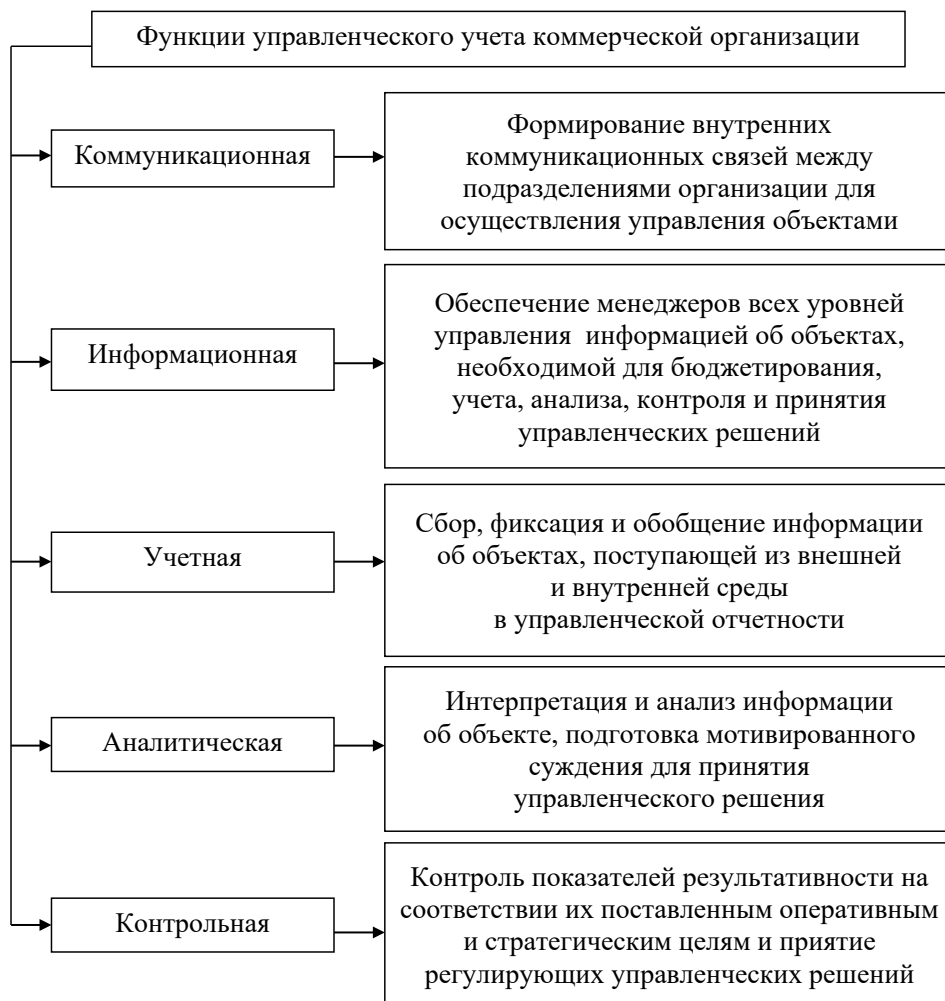 Функции управленческого учета коммерческой организации
Коммуникационная
Формирование внутренних
коммуникационных связей между
подразделениями организации для
осуществления управления объектами
Информационная
Обеспечение менеджеров всех уровней
управления информацией об объектах,
необходимой для бюджетирования,
учета, анализа, контроля и принятия
управленческих решений
Учетная
Сбор, фиксация и обобщение информации
об объектах, поступающей из внешней
и внутренней среды
в управленческой отчетности
Аналитическая
Интерпретация и анализ информации
об объекте, подготовка мотивированного
суждения для принятия
управленческого решения
Контрольная
Контроль показателей результативности на
соответствии их поставленным оперативным
и стратегическим целям и приятие
регулирующих управленческих решений